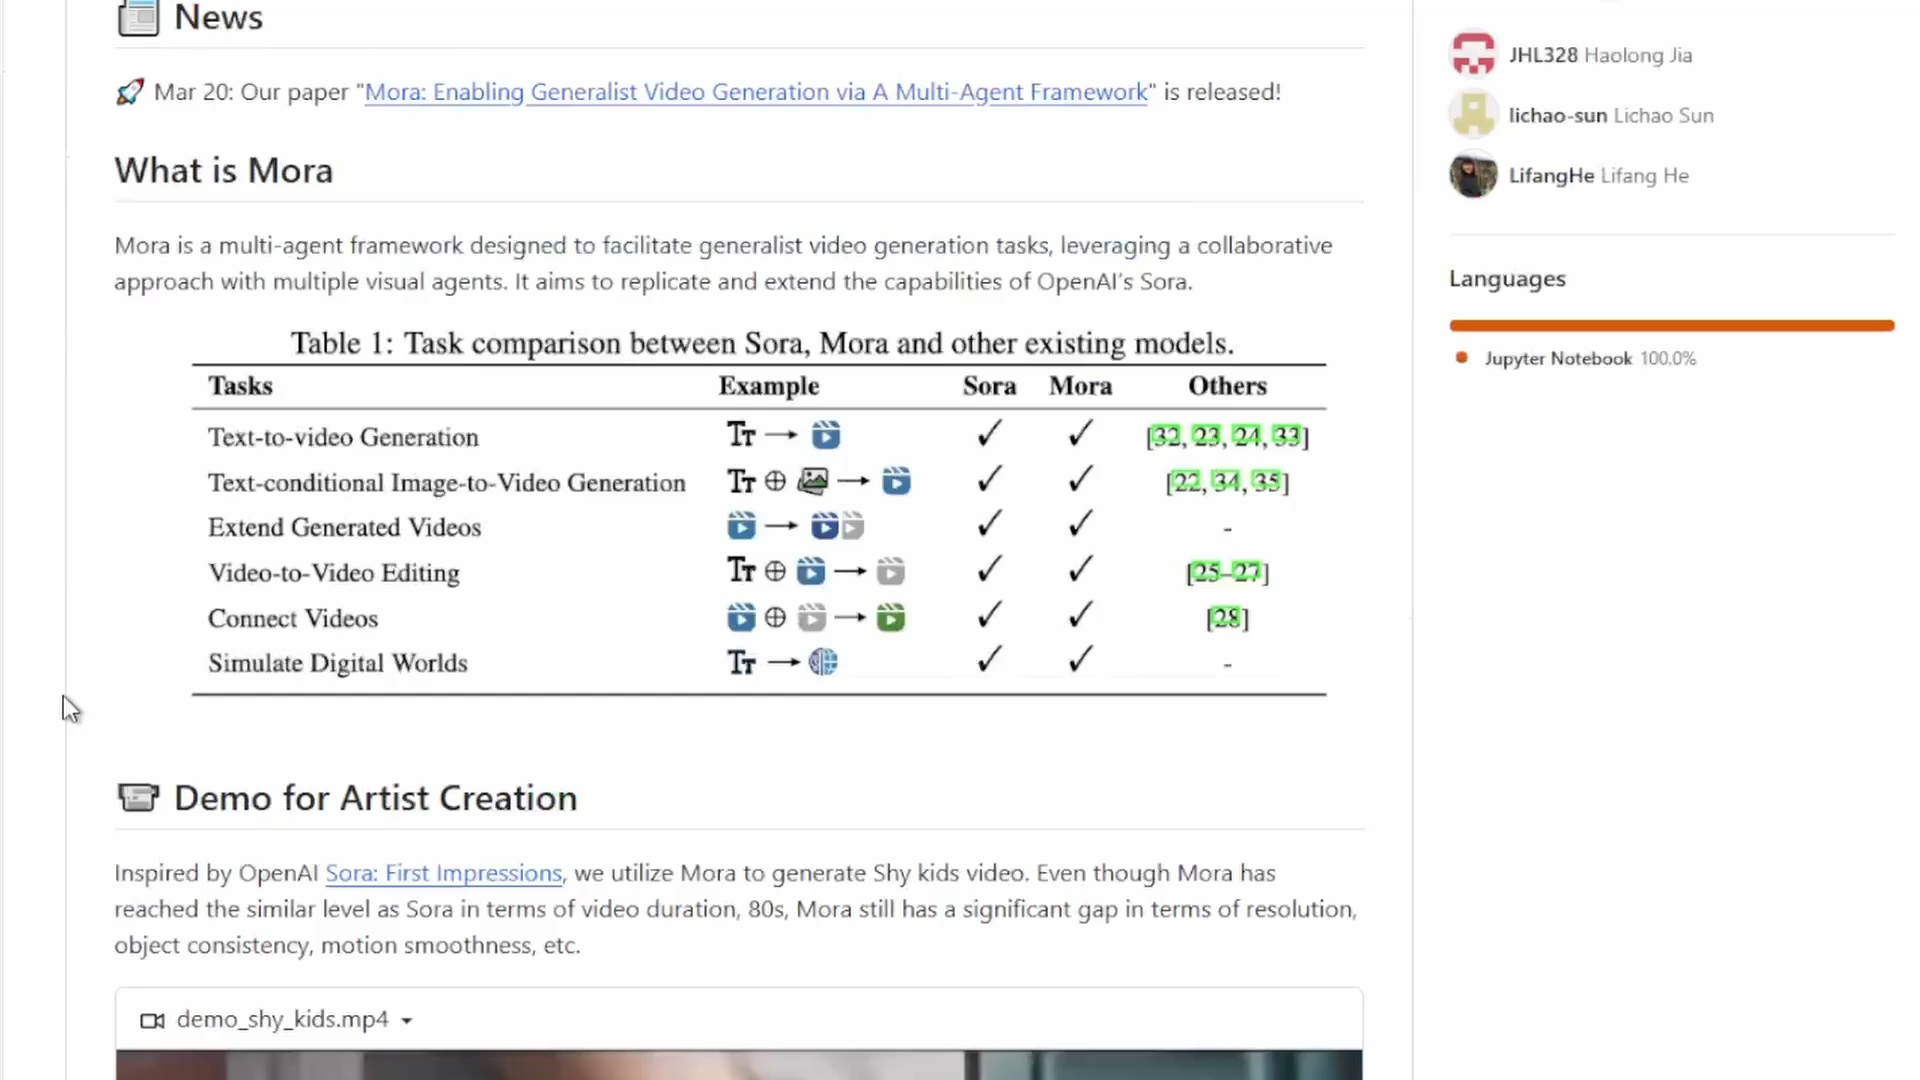 News
Mar 20: Our paper "Mora: Enabling Generalist Video Generation via A Multi-Agent Framework" is released!
What is Mora
Mora is a multi-agent framework designed to facilitate generalist video generation tasks, leveraging a collaborative
approach with multiple visual agents. It aims to replicate and extend the capabilities of OpenAI's Sora.
Table 1: Task comparison between Sora, Mora and other existing models.
Tasks Example Sora Mora Others
Text-to-video Generation Tт → ✓ ✓ [32, 23, 24, 33]
Text-conditional Image-to-Video Generation Tт ⊕ → ✓ ✓ [22, 34, 35]
Extend Generated Videos → ✓ ✓ -
Video-to-Video Editing Tт ⊕ → ✓ ✓ [25–27]
Connect Videos ⊕ → ✓ ✓ [28]
Simulate Digital Worlds Tт → ✓ ✓ -
Demo for Artist Creation
Inspired by OpenAI Sora: First Impressions, we utilize Mora to generate Shy kids video. Even though Mora has
reached the similar level as Sora in terms of video duration, 80s, Mora still has a significant gap in terms of resolution,
object consistency, motion smoothness, etc.
demo_shy_kids.mp4
JHL328 Haolong Jia
lichao-sun Lichao Sun
LifangHe Lifang He
Languages
Jupyter Notebook 100.0%